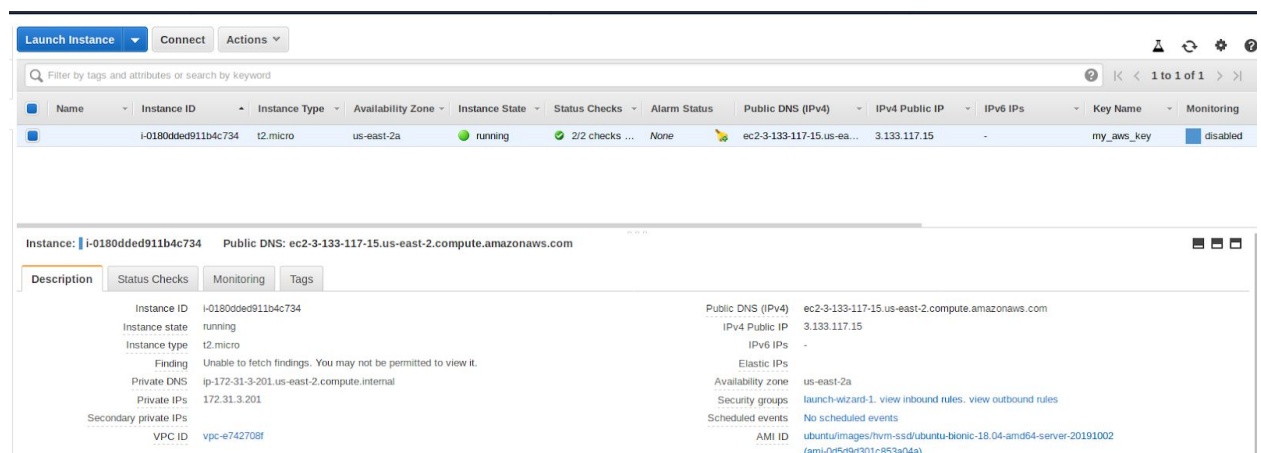 Launch Instance Connect Actions
Filter by tags and attributes or search by keyword 1 to 1 of 1
Name Instance ID Instance Type Availability Zone Instance State Status Checks Alarm Status Public DNS (IPv4) IPv4 Public IP IPv6 IPs Key Name Monitoring
i-0180dded911b4c734 t2.micro us-east-2a running 2/2 checks ... None ec2-3-133-117-15.us-ea... 3.133.117.15 - my_aws_key disabled
Instance: i-0180dded911b4c734 Public DNS: ec2-3-133-117-15.us-east-2.compute.amazonaws.com
Description Status Checks Monitoring Tags
Instance ID i-0180dded911b4c734 Public DNS (IPv4) ec2-3-133-117-15.us-east-2.compute.amazonaws.com
Instance state running IPv4 Public IP 3.133.117.15
Instance type t2.micro IPv6 IPs -
Finding Unable to fetch findings. You may not be permitted to view it. Elastic IPs
Private DNS ip-172-31-3-201.us-east-2.compute.internal Availability zone us-east-2a
Private IPs 172.31.3.201 Security groups launch-wizard-1. view inbound rules. view outbound rules
Secondary private IPs Scheduled events No scheduled events
VPC ID vpc-e742708f AMI ID ubuntu/images/hvm-ssd/ubuntu-bionic-18.04-amd64-server-20191002
(ami-0d5d9d301c853a04a)